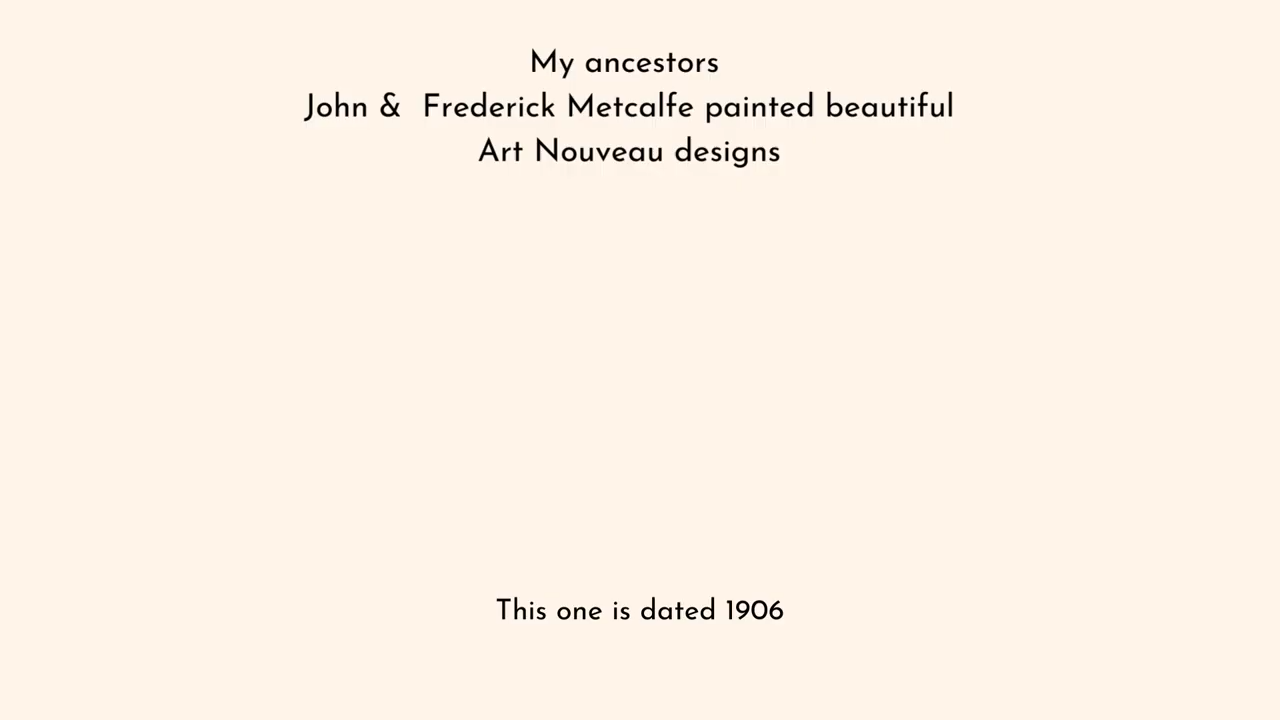 My ancestors
John & Frederick Metcalfe painted beautiful
Art Nouveau designs
This one is dated 1906